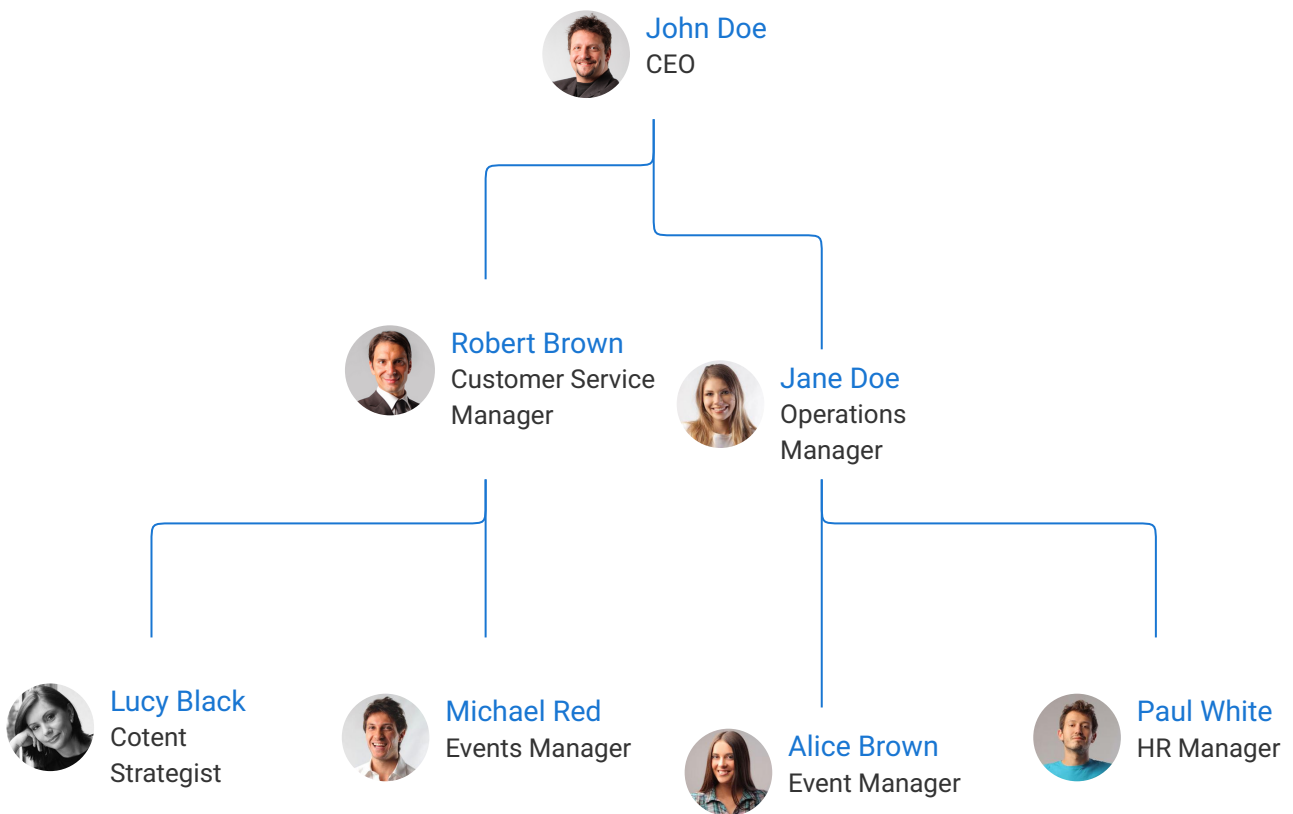 John Doe
CEO
Robert Brown
Customer Service
Manager
Jane Doe
Operations
Manager
Lucy Black
Cotent
Strategist
Michael Red
Events Manager
Alice Brown
Event Manager
Paul White
HR Manager